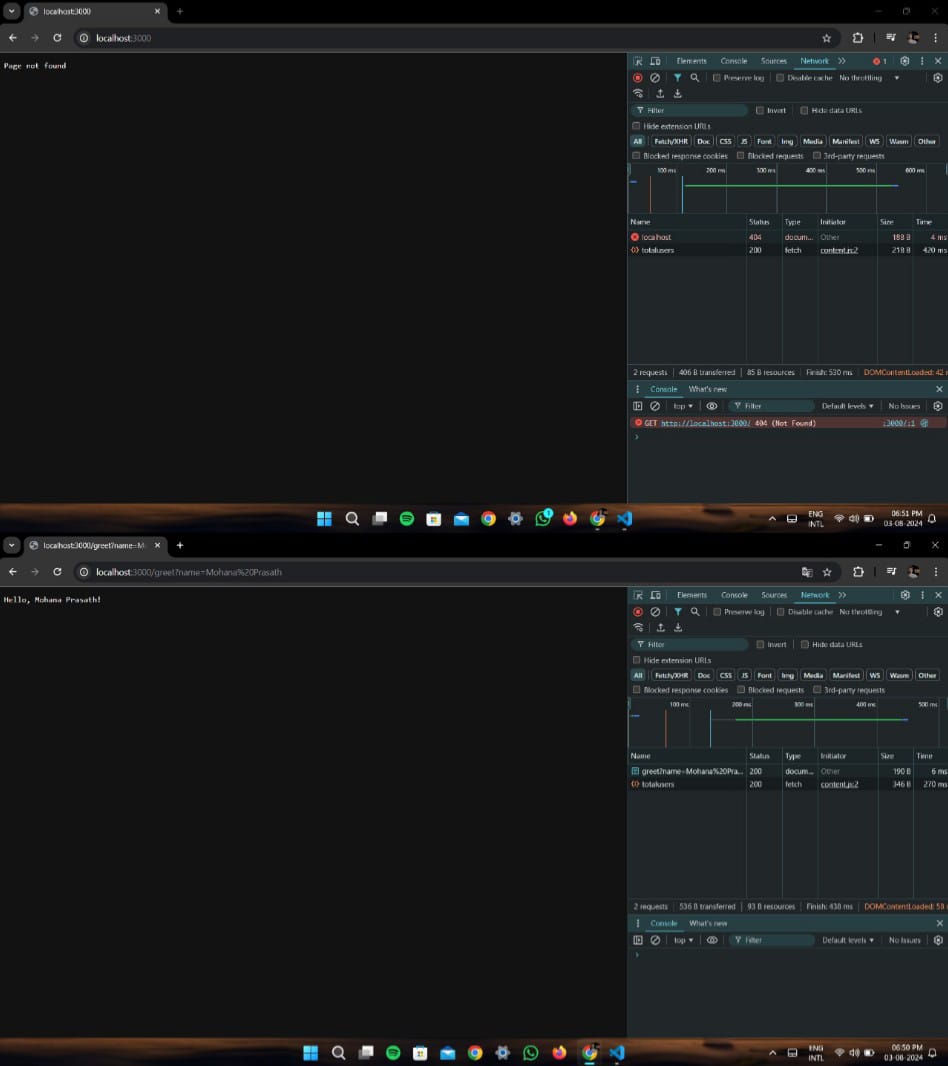 localhost:3000
localhost:3000
Page not found
Elements Console Sources Network 1
Preserve log Disable cache No throttling
Filter Invert Hide data URLs
Hide extension URLs
All Fetch/XHR Doc CSS JS Font Img Media Manifest WS Wasm Other
Blocked response cookies Blocked requests 3rd-party requests
100 ms 200 ms 300 ms 400 ms 500 ms 600 ms
Name Status Type Initiator Size Time
localhost 404 docum... Other 188 B 4 ms
totalusers 200 fetch content.js:2 218 B 420 ms
2 requests 406 B transferred 85 B resources Finish: 530 ms DOMContentLoaded: 42
Console What's new
top Filter Default levels No Issues
GET http://localhost:3000/ 404 (Not Found) :3000/:1
ENG INTL
06:51 PM
03-08-2024
localhost:3000/greet?name=M
localhost:3000/greet?name=Mohana%20Prasath
Hello, Mohana Prasath!
Elements Console Sources Network
Preserve log Disable cache No throttling
Filter Invert Hide data URLs
Hide extension URLs
All Fetch/XHR Doc CSS JS Font Img Media Manifest WS Wasm Other
Blocked response cookies Blocked requests 3rd-party requests
100 ms 200 ms 300 ms 400 ms 500 ms
Name Status Type Initiator Size Time
greet?name=Mohana%20Pra... 200 docum... Other 190 B 6 ms
totalusers 200 fetch content.js:2 346 B 270 ms
2 requests 536 B transferred 93 B resources Finish: 438 ms DOMContentLoaded: 59
Console What's new
top Filter Default levels No Issues
ENG INTL
06:50 PM
03-08-2024